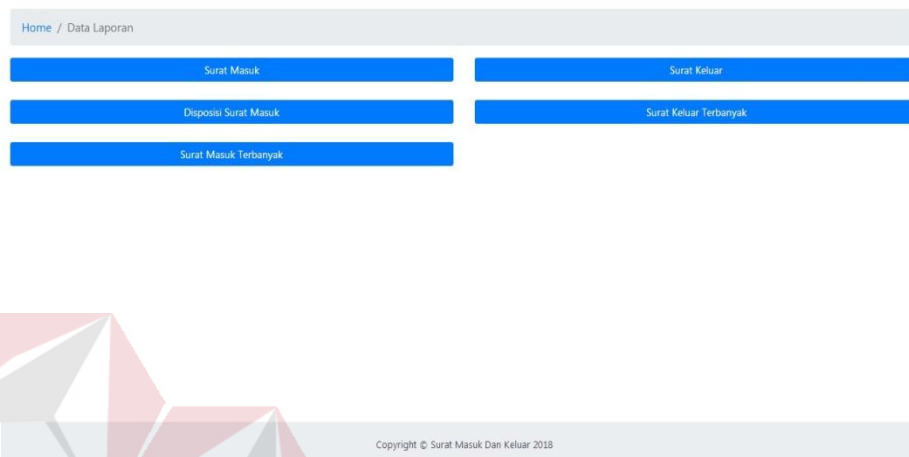 Home / Data Laporan
Surat Masuk
Surat Keluar
Disposisi Surat Masuk
Surat Keluar Terbanyak
Surat Masuk Terbanyak
Copyright © Surat Masuk Dan Keluar 2018